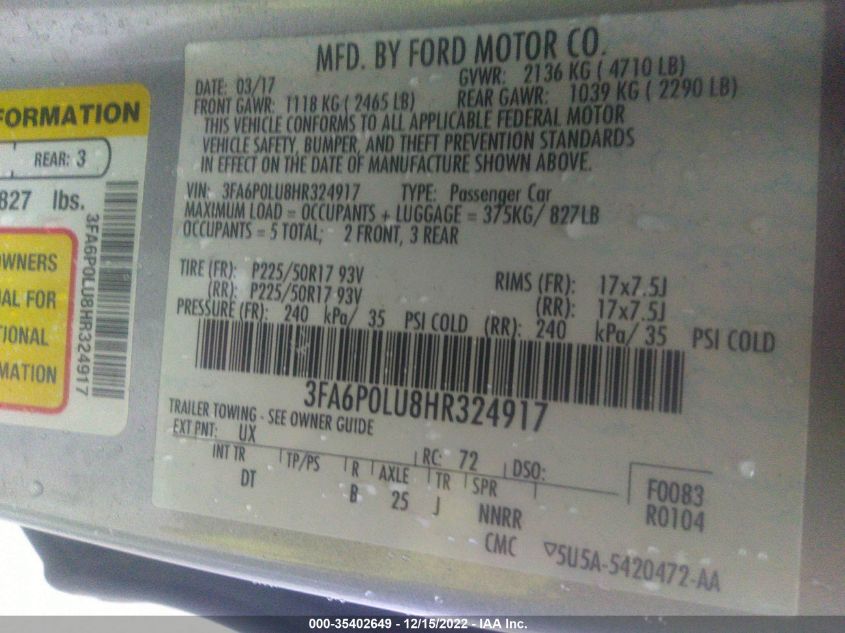 FORMATION
REAR: 3
827 lbs.
3FA6P0LU8HR324917
OWNERS
AL FOR
TIONAL
MATION
MFD. BY FORD MOTOR CO.
DATE: 03/17 GVWR: 2136 KG ( 4710 LB)
FRONT GAWR: 1118 KG ( 2465 LB) REAR GAWR: 1039 KG ( 2290 LB)
THIS VEHICLE CONFORMS TO ALL APPLICABLE FEDERAL MOTOR
VEHICLE SAFETY, BUMPER, AND THEFT PREVENTION STANDARDS
IN EFFECT ON THE DATE OF MANUFACTURE SHOWN ABOVE.
VIN: 3FA6P0LU8HR324917 TYPE: Passenger Car
MAXIMUM LOAD = OCCUPANTS + LUGGAGE = 375KG/ 827LB
OCCUPANTS = 5 TOTAL; 2 FRONT, 3 REAR
TIRE (FR): P225/50R17 93V RIMS (FR): 17x7.5J
(RR): P225/50R17 93V (RR): 17x7.5J
PRESSURE (FR): 240 kPa/ 35 PSI COLD (RR): 240 kPa/ 35 PSI COLD
3FA6P0LU8HR324917
TRAILER TOWING - SEE OWNER GUIDE
EXT PNT: UX RC: 72 DSO:
INT TR TP/PS R AXLE TR SPR F0083
DT B 25 J NNRR R0104
CMC 5U5A-5420472-AA
000-35402649 - 12/15/2022 - IAA Inc.